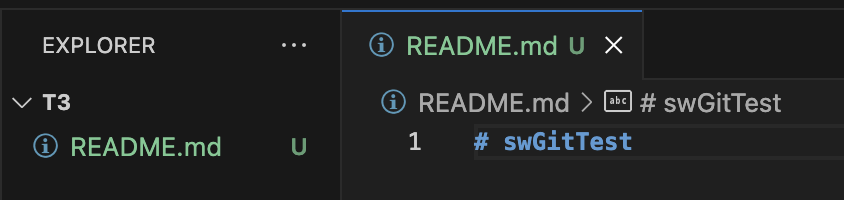 EXPLORER ···
T3
README.md U
README.md U
README.md > abc # swGitTest
1 # swGitTest